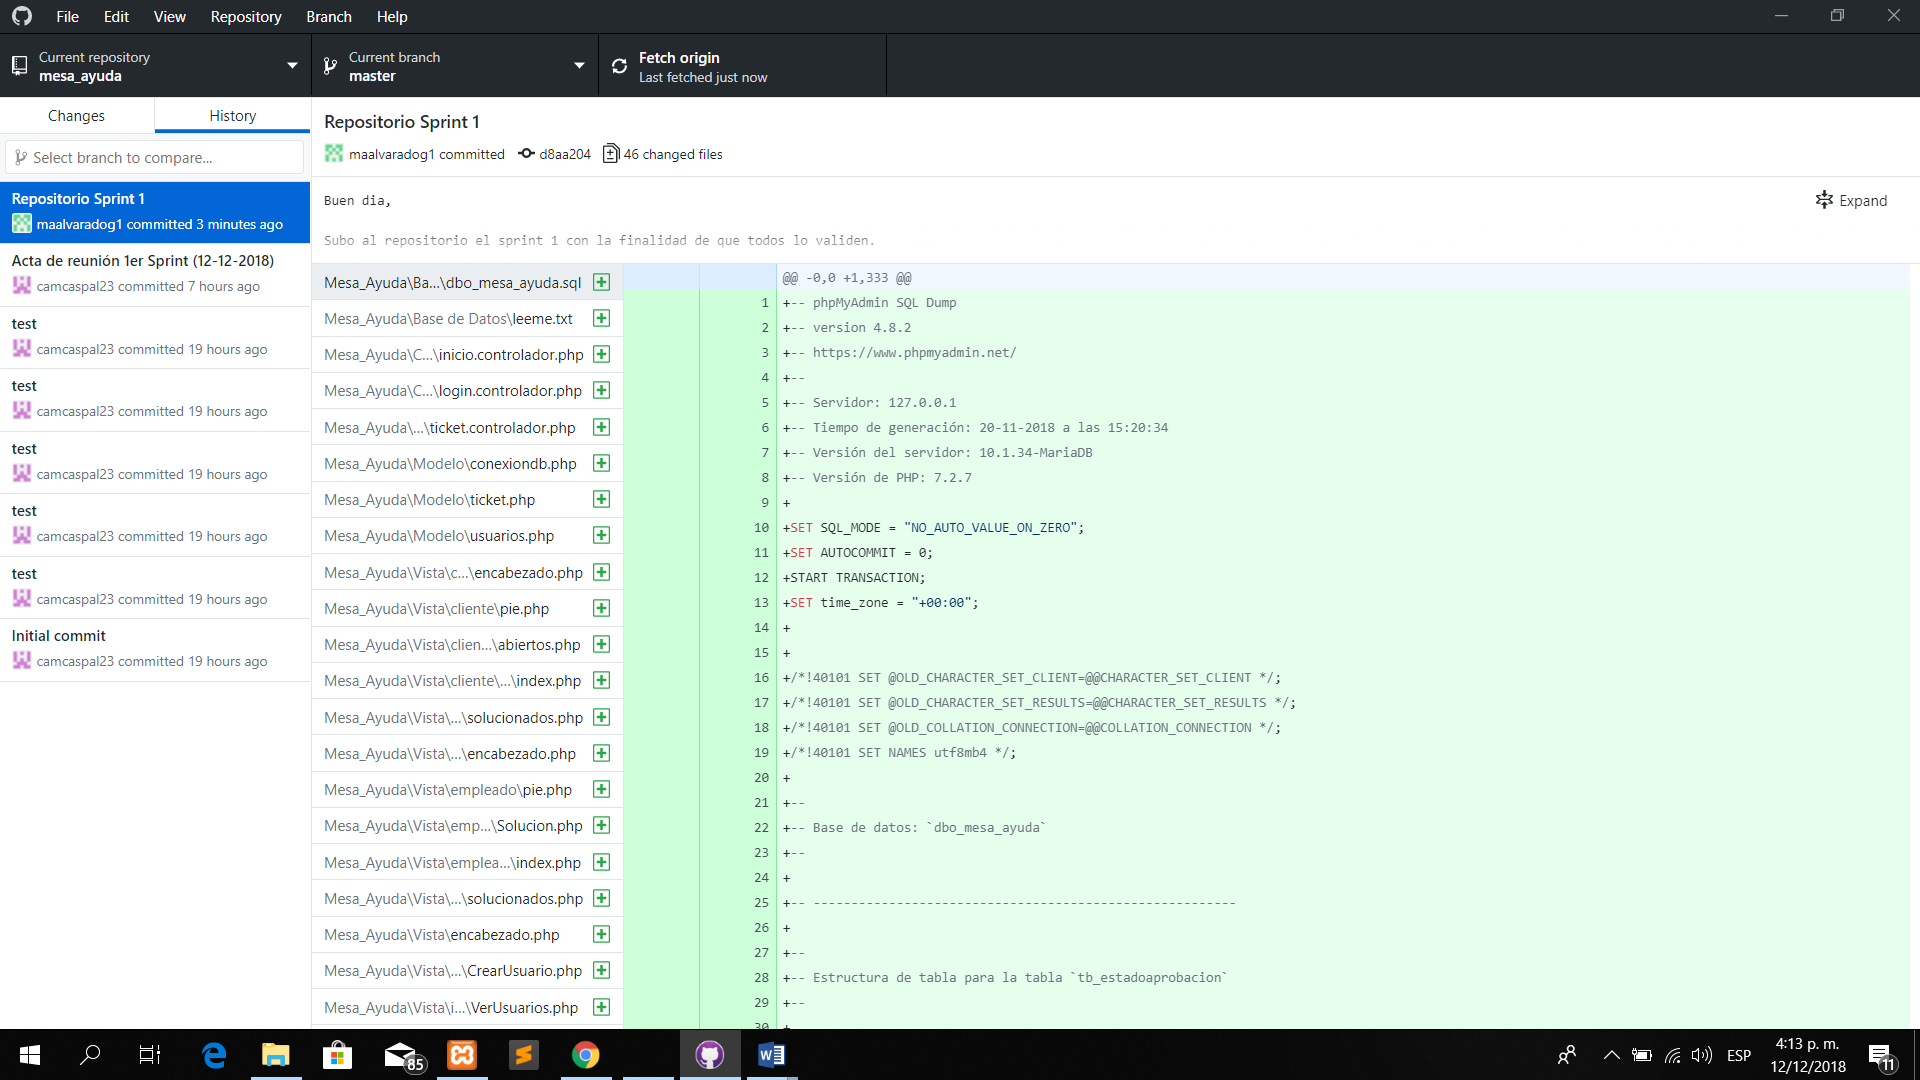 File Edit View Repository Branch Help
Current repository
mesa_ayuda
Current branch
master
Fetch origin
Last fetched just now
Changes
History
Select branch to compare...
Repositorio Sprint 1
maalvaradog1 committed 3 minutes ago
Acta de reunión 1er Sprint (12-12-2018)
camcaspal23 committed 7 hours ago
test
camcaspal23 committed 19 hours ago
test
camcaspal23 committed 19 hours ago
test
camcaspal23 committed 19 hours ago
test
camcaspal23 committed 19 hours ago
test
camcaspal23 committed 19 hours ago
Initial commit
camcaspal23 committed 19 hours ago
Repositorio Sprint 1
maalvaradog1 committed d8aa204 46 changed files
Buen dia,
Expand
Subo al repositorio el sprint 1 con la finalidad de que todos lo validen.
Mesa_Ayuda\Ba...\dbo_mesa_ayuda.sql
Mesa_Ayuda\Base de Datos\leeme.txt
Mesa_Ayuda\C...\inicio.controlador.php
Mesa_Ayuda\C...\login.controlador.php
Mesa_Ayuda\...\ticket.controlador.php
Mesa_Ayuda\Modelo\conexiondb.php
Mesa_Ayuda\Modelo\ticket.php
Mesa_Ayuda\Modelo\usuarios.php
Mesa_Ayuda\Vista\c...\encabezado.php
Mesa_Ayuda\Vista\cliente\pie.php
Mesa_Ayuda\Vista\clien...\abiertos.php
Mesa_Ayuda\Vista\cliente\...\index.php
Mesa_Ayuda\Vista\...\solucionados.php
Mesa_Ayuda\Vista\...\encabezado.php
Mesa_Ayuda\Vista\empleado\pie.php
Mesa_Ayuda\Vista\emp...\Solucion.php
Mesa_Ayuda\Vista\emplea...\index.php
Mesa_Ayuda\Vista\...\solucionados.php
Mesa_Ayuda\Vista\encabezado.php
Mesa_Ayuda\Vista\...\CrearUsuario.php
Mesa_Ayuda\Vista\i...\VerUsuarios.php
@@ -0,0 +1,333 @@
1 +-- phpMyAdmin SQL Dump
2 +-- version 4.8.2
3 +-- https://www.phpmyadmin.net/
4 +--
5 +-- Servidor: 127.0.0.1
6 +-- Tiempo de generación: 20-11-2018 a las 15:20:34
7 +-- Versión del servidor: 10.1.34-MariaDB
8 +-- Versión de PHP: 7.2.7
9 +
10 +SET SQL_MODE = "NO_AUTO_VALUE_ON_ZERO";
11 +SET AUTOCOMMIT = 0;
12 +START TRANSACTION;
13 +SET time_zone = "+00:00";
14 +
15 +
16 +/*!40101 SET @OLD_CHARACTER_SET_CLIENT=@@CHARACTER_SET_CLIENT */;
17 +/*!40101 SET @OLD_CHARACTER_SET_RESULTS=@@CHARACTER_SET_RESULTS */;
18 +/*!40101 SET @OLD_COLLATION_CONNECTION=@@COLLATION_CONNECTION */;
19 +/*!40101 SET NAMES utf8mb4 */;
20 +
21 +--
22 +-- Base de datos: `dbo_mesa_ayuda`
23 +--
24 +
25 +-- --------------------------------------------------------
26 +
27 +--
28 +-- Estructura de tabla para la tabla `tb_estadoaprobacion`
29 +--
30 +
85
ESP
4:13 p. m.
12/12/2018
11